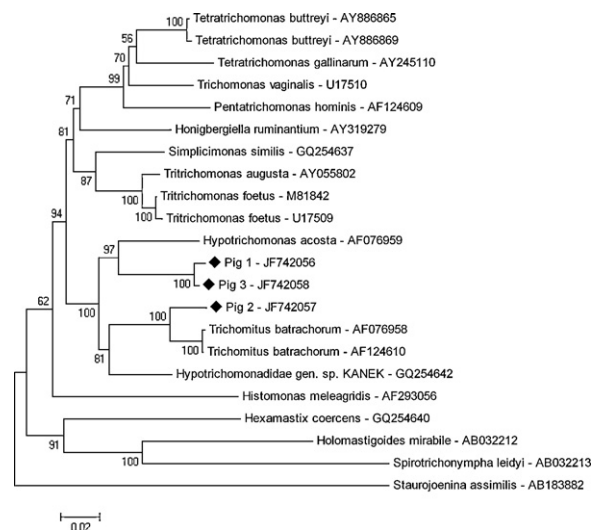 100
Tetratrichomonas buttreyi - AY886865
56
Tetratrichomonas buttreyi - AY886869
70
Tetratrichomonas gallinarum - AY245110
99
Trichomonas vaginalis - U17510
71
Pentatrichomonas hominis - AF124609
81
Honigbergiella ruminantium - AY319279
Simplicimonas similis - GQ254637
87
Tritrichomonas augusta - AY055802
100
Tritrichomonas foetus - M81842
100
Tritrichomonas foetus - U17509
94
Hypotrichomonas acosta - AF076959
97
Pig 1 - JF742056
100
Pig 3 - JF742058
62
100
Pig 2 - JF742057
100
Trichomitus batrachorum - AF076958
100
Trichomitus batrachorum - AF124610
81
Hypotrichomonadidae gen. sp. KANEK - GQ254642
Histomonas meleagridis - AF293056
Hexamastix coercens - GQ254640
91
Holomastigoides mirabile - AB032212
100
Spirotrichonympha leidyi - AB032213
Staurojoenina assimilis - AB183882
0.02